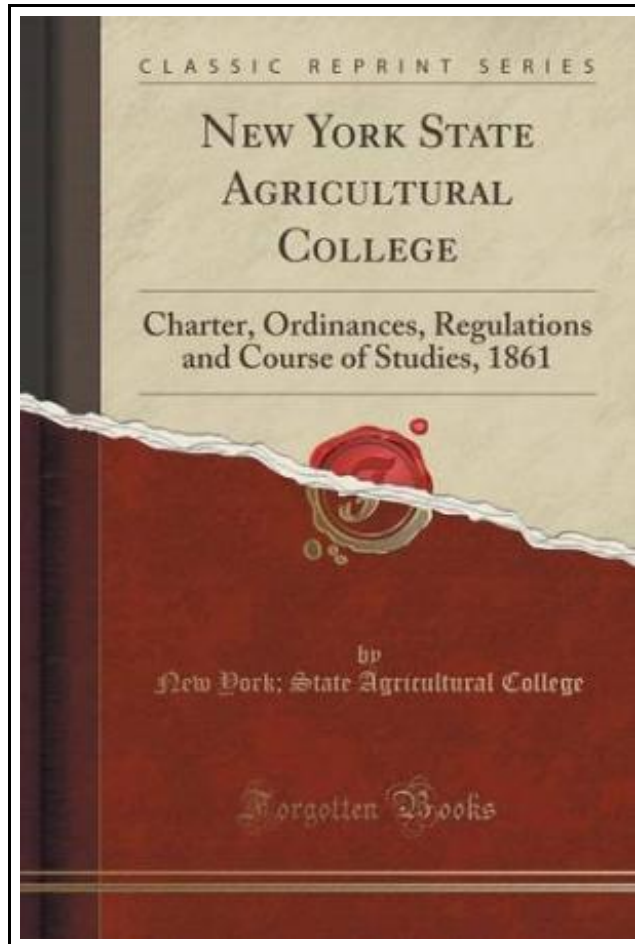 CLASSIC REPRINT SERIES
NEW YORK STATE
AGRICULTURAL
COLLEGE
Charter, Ordinances, Regulations
and Course of Studies, 1861
F
by
New York; State Agricultural College
Forgotten Books